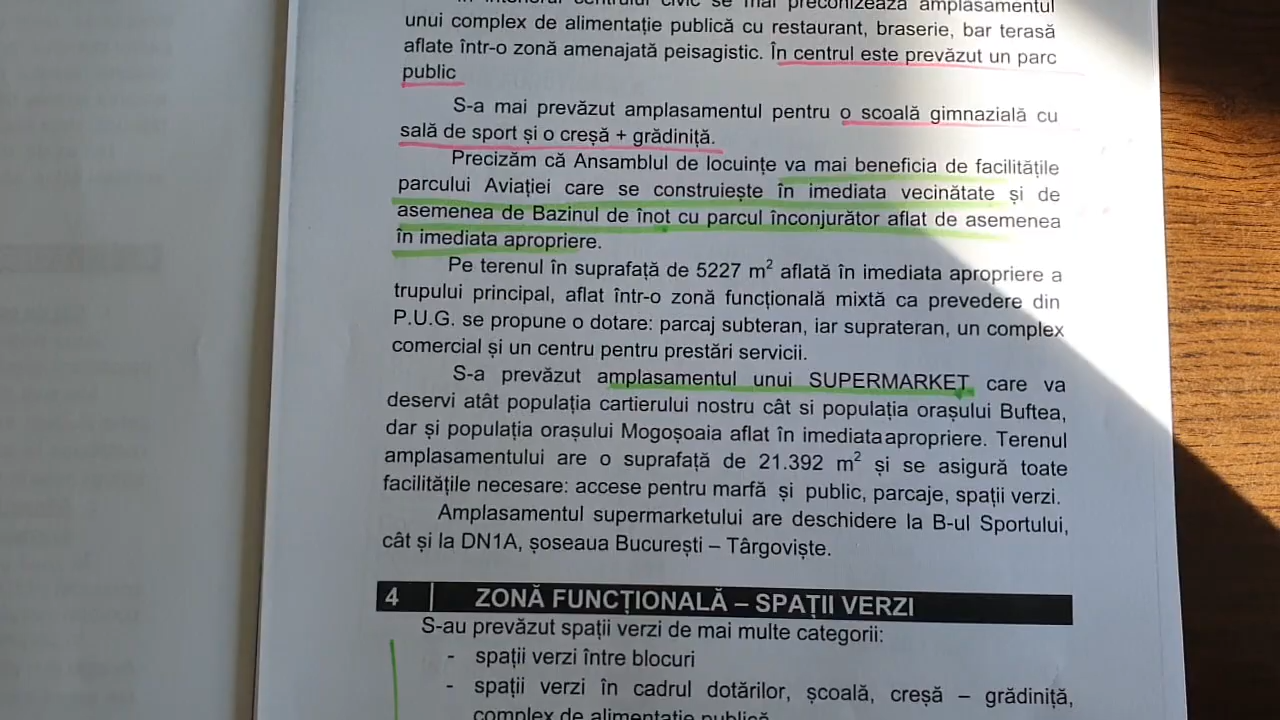 În interiorul centrului civic se mai preconizează amplasamentul
unui complex de alimentație publică cu restaurant, braserie, bar terasă
aflate într-o zonă amenajată peisagistic. În centrul este prevăzut un parc
public
S-a mai prevăzut amplasamentul pentru o scoală gimnazială cu
sală de sport și o creșă + grădiniță.
Precizăm că Ansamblul de locuințe va mai beneficia de facilitățile
parcului Aviației care se construiește în imediata vecinătate și de
asemenea de Bazinul de înot cu parcul înconjurător aflat de asemenea
în imediata apropriere.
Pe terenul în suprafață de 5227 m² aflată în imediata apropriere a
trupului principal, aflat într-o zonă funcțională mixtă ca prevedere din
P.U.G. se propune o dotare: parcaj subteran, iar suprateran, un complex
comercial și un centru pentru prestări servicii.
S-a prevăzut amplasamentul unui SUPERMARKET care va
deservi atât populația cartierului nostru cât si populația orașului Buftea,
dar și populația orașului Mogoșoaia aflat în imediata apropriere. Terenul
amplasamentului are o suprafață de 21.392 m² și se asigură toate
facilitățile necesare: accese pentru marfă și public, parcaje, spații verzi.
Amplasamentul supermarketului are deschidere la B-ul Sportului,
cât și la DN1A, șoseaua București – Târgoviște.
4 ZONĂ FUNCȚIONALĂ – SPAȚII VERZI
S-au prevăzut spații verzi de mai multe categorii:
- spații verzi între blocuri
- spații verzi în cadrul dotărilor, școală, creșă – grădiniță,
complex de alimentație publică